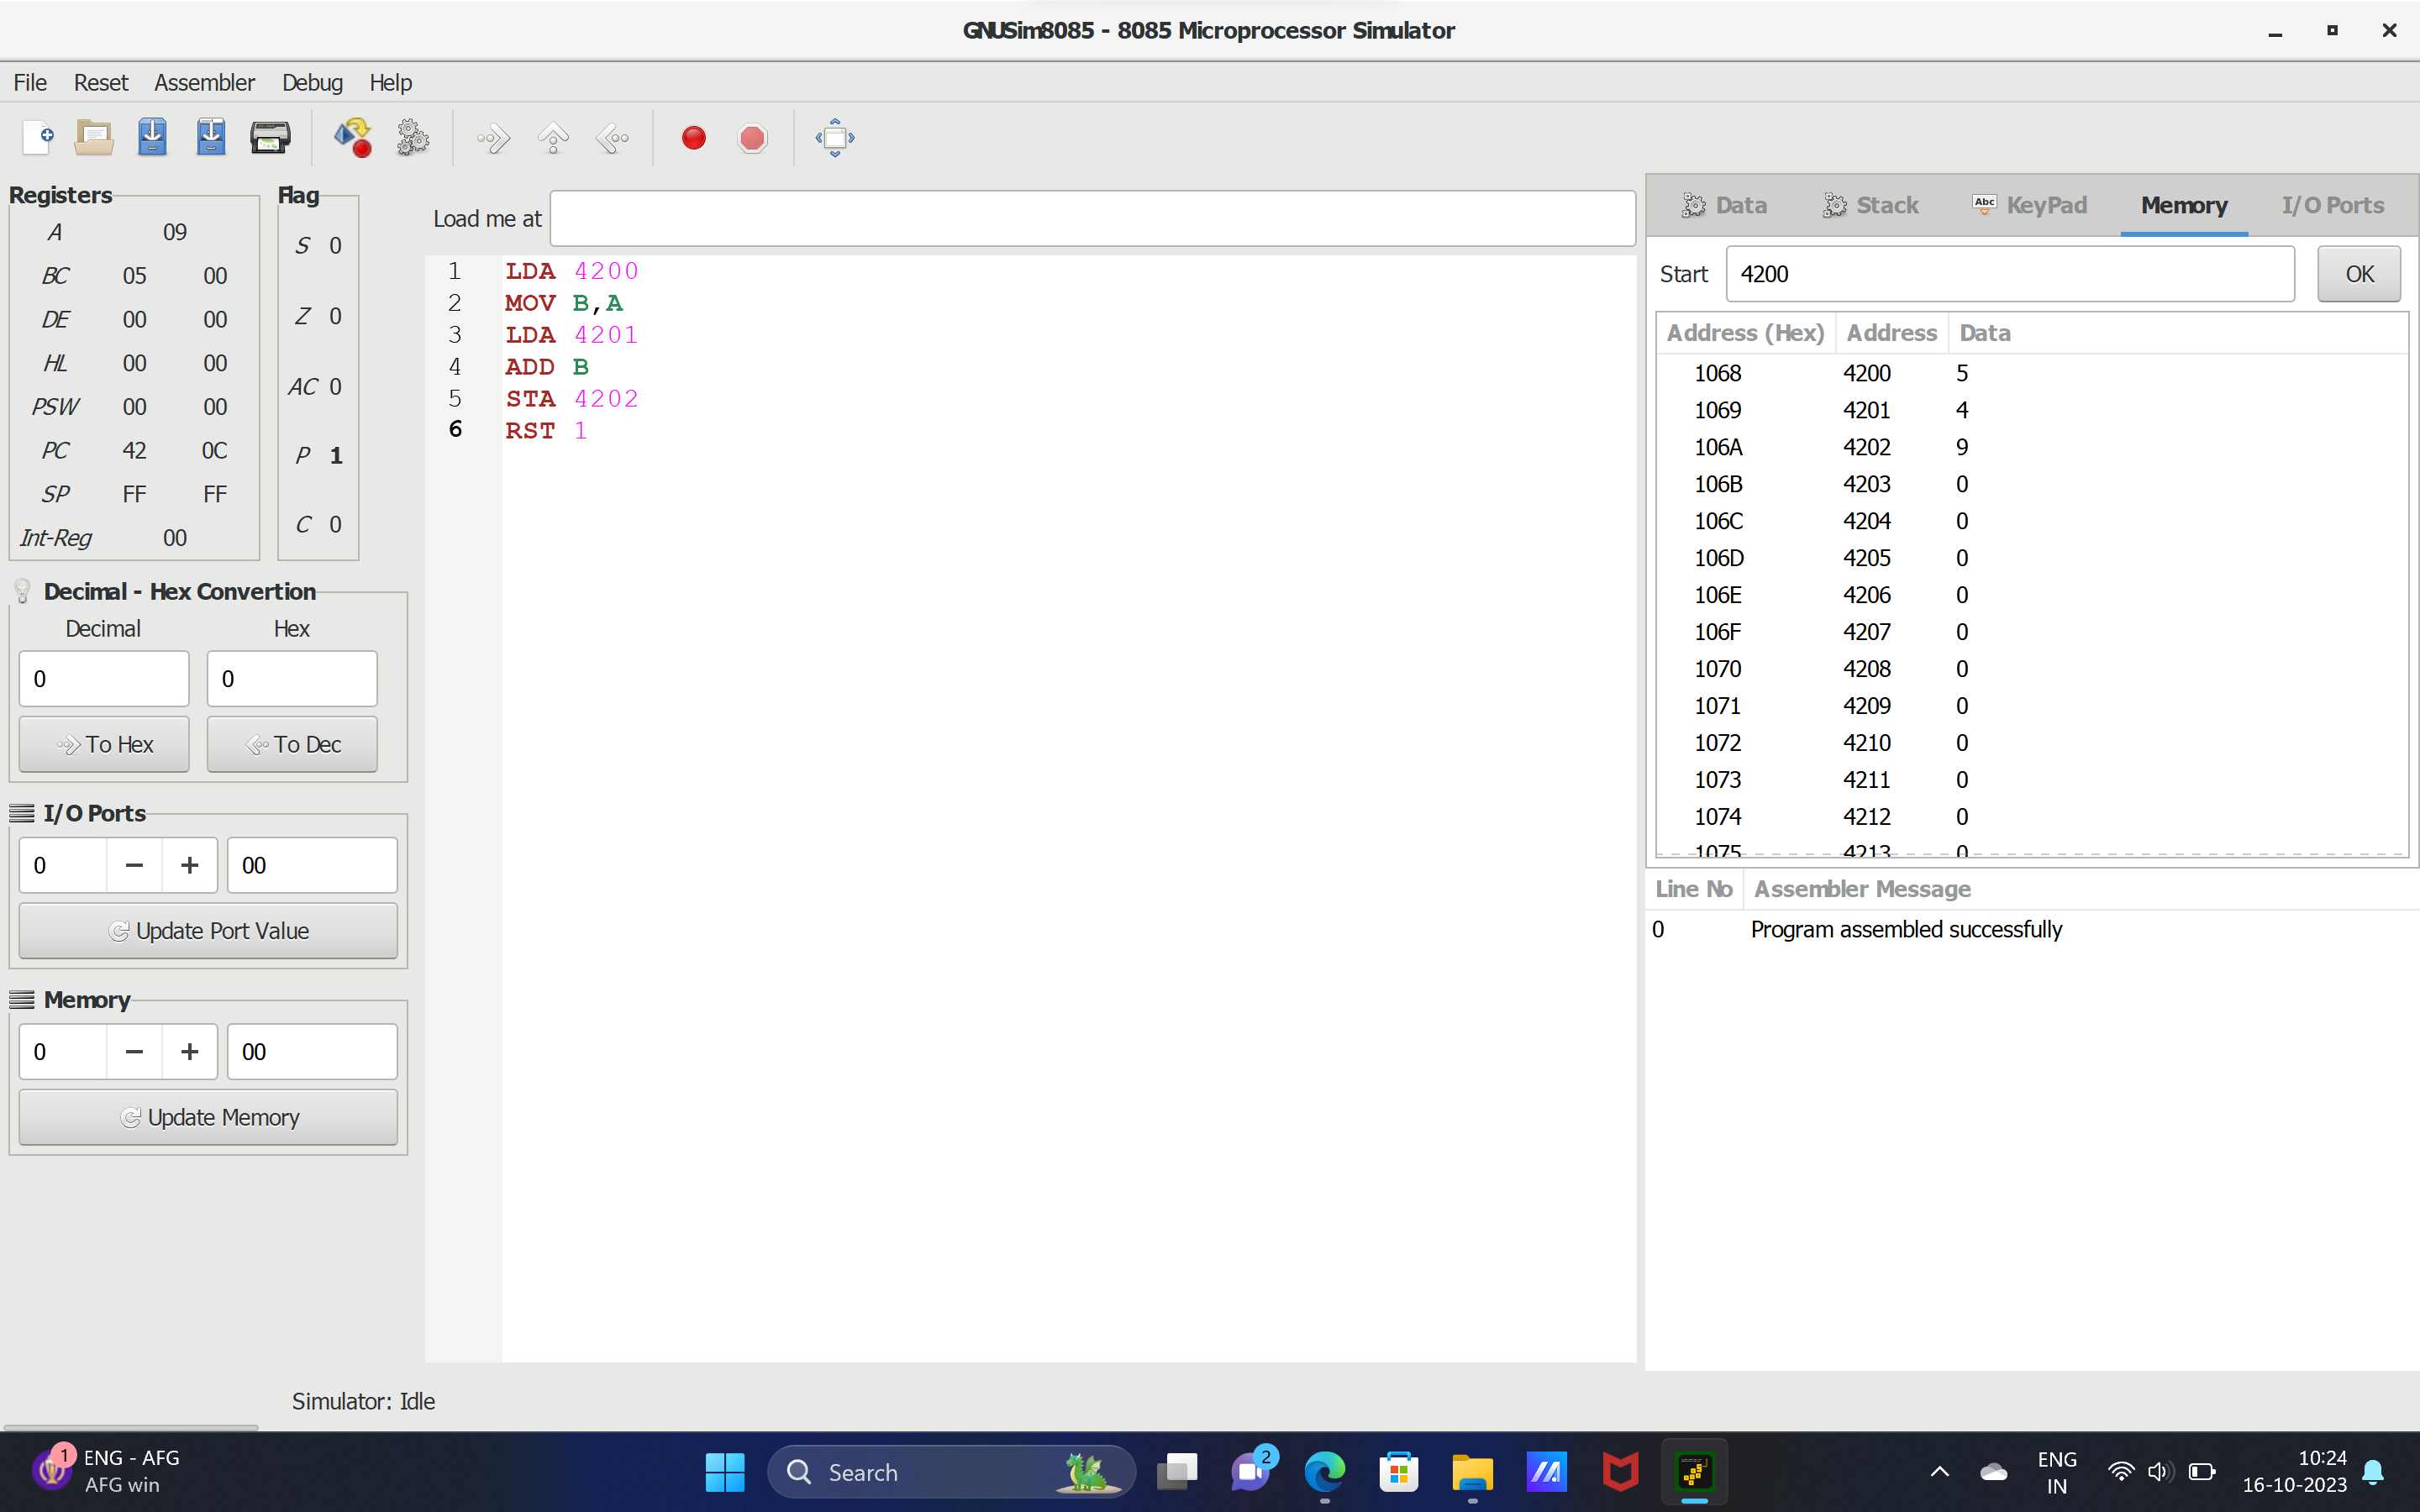 GNUSim8085 - 8085 Microprocessor Simulator
File Reset Assembler Debug Help
Registers
A 09
BC 05 00
DE 00 00
HL 00 00
PSW 00 00
PC 42 0C
SP FF FF
Int-Reg 00
Flag
S 0
Z 0
AC 0
P 1
C 0
Decimal - Hex Convertion
Decimal Hex
0 0
To Hex To Dec
I/O Ports
0 − + 00
Update Port Value
Memory
0 − + 00
Update Memory
Load me at
1 LDA 4200
2 MOV B,A
3 LDA 4201
4 ADD B
5 STA 4202
6 RST 1
Data Stack Abc KeyPad Memory I/O Ports
Start 4200 OK
Address (Hex) Address Data
1068 4200 5
1069 4201 4
106A 4202 9
106B 4203 0
106C 4204 0
106D 4205 0
106E 4206 0
106F 4207 0
1070 4208 0
1071 4209 0
1072 4210 0
1073 4211 0
1074 4212 0
1075 4213 0
Line No Assembler Message
0 Program assembled successfully
Simulator: Idle
1 ENG - AFG
AFG win
Search
2
ENG
IN
10:24
16-10-2023